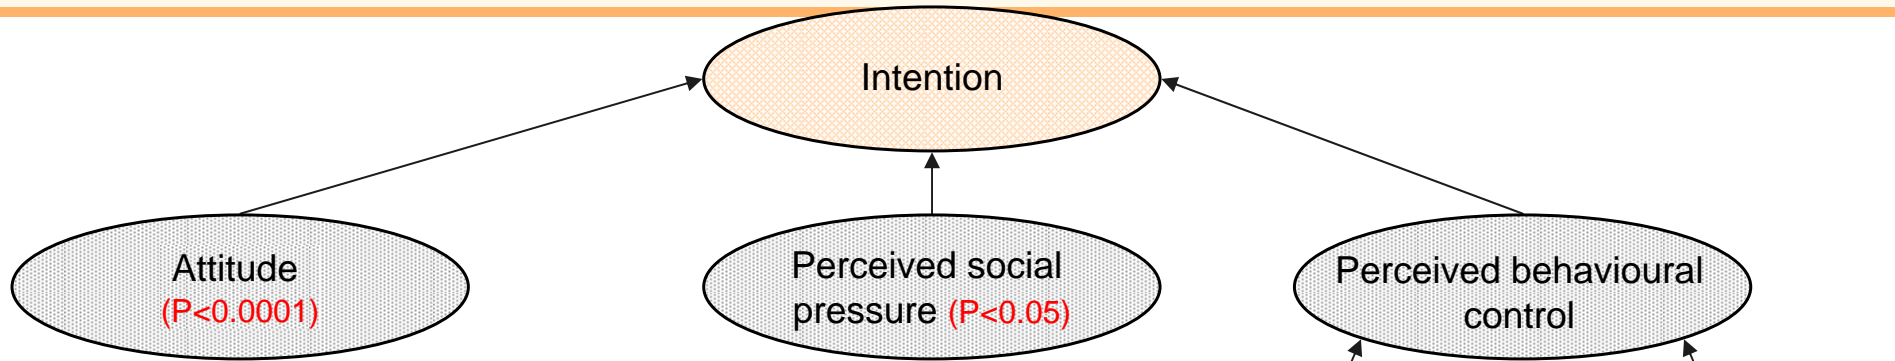 Intention
Attitude
(P<0.0001)
Perceived social
pressure (P<0.05)
Perceived behavioural
control